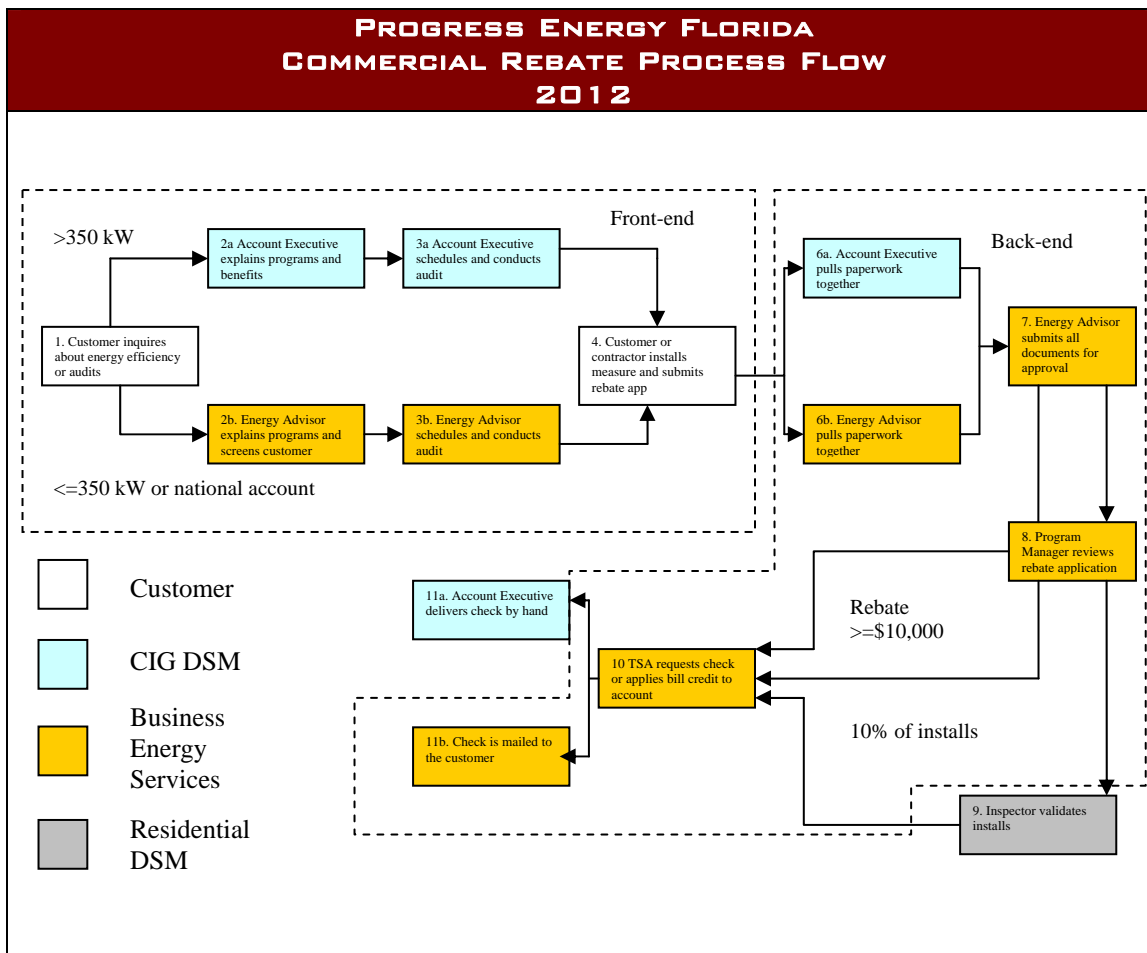 PROGRESS ENERGY FLORIDA
COMMERCIAL REBATE PROCESS FLOW
2012
>350 kW
Front-end
Back-end
2a Account Executive
explains programs and
benefits
3a Account Executive
schedules and conducts
audit
6a. Account Executive
pulls paperwork
together
1. Customer inquires
about energy efficiency
or audits
4. Customer or
contractor installs
measure and submits
rebate app
7. Energy Advisor
submits all
documents for
approval
2b. Energy Advisor
explains programs and
screens customer
3b. Energy Advisor
schedules and conducts
audit
6b. Energy Advisor
pulls paperwork
together
<=350 kW or national account
8. Program
Manager reviews
rebate application
Customer
CIG DSM
Business
Energy
Services
Residential
DSM
11a. Account Executive
delivers check by hand
Rebate
>=$10,000
10 TSA requests check
or applies bill credit to
account
11b. Check is mailed to
the customer
10% of installs
9. Inspector validates
installs